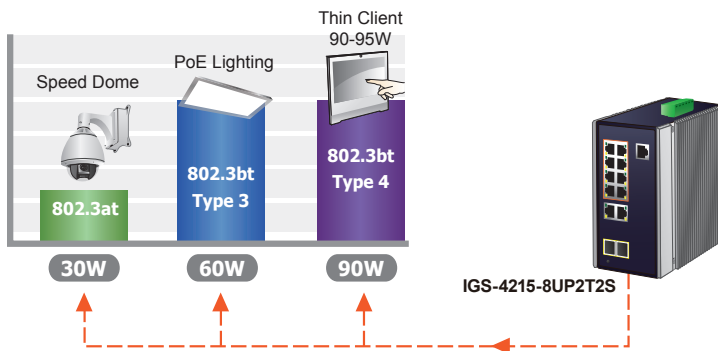 Thin Client
90-95W
PoE Lighting
Speed Dome
802.3at
802.3bt
Type 3
802.3bt
Type 4
30W
60W
90W
IGS-4215-8UP2T2S